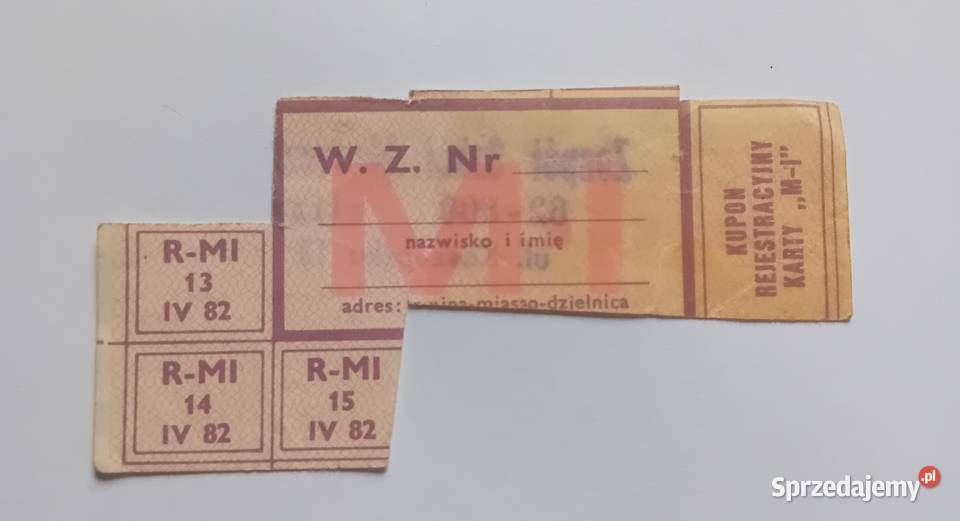 W. Z. Nr
MI
nazwisko i imię
adres:
miasto-dzielnica
KUPON
REJESTRACYJNY
KARTY „M-I”
R-MI
13
IV 82
R-MI
14
IV 82
R-MI
15
IV 82
Sprzedajemy.pl